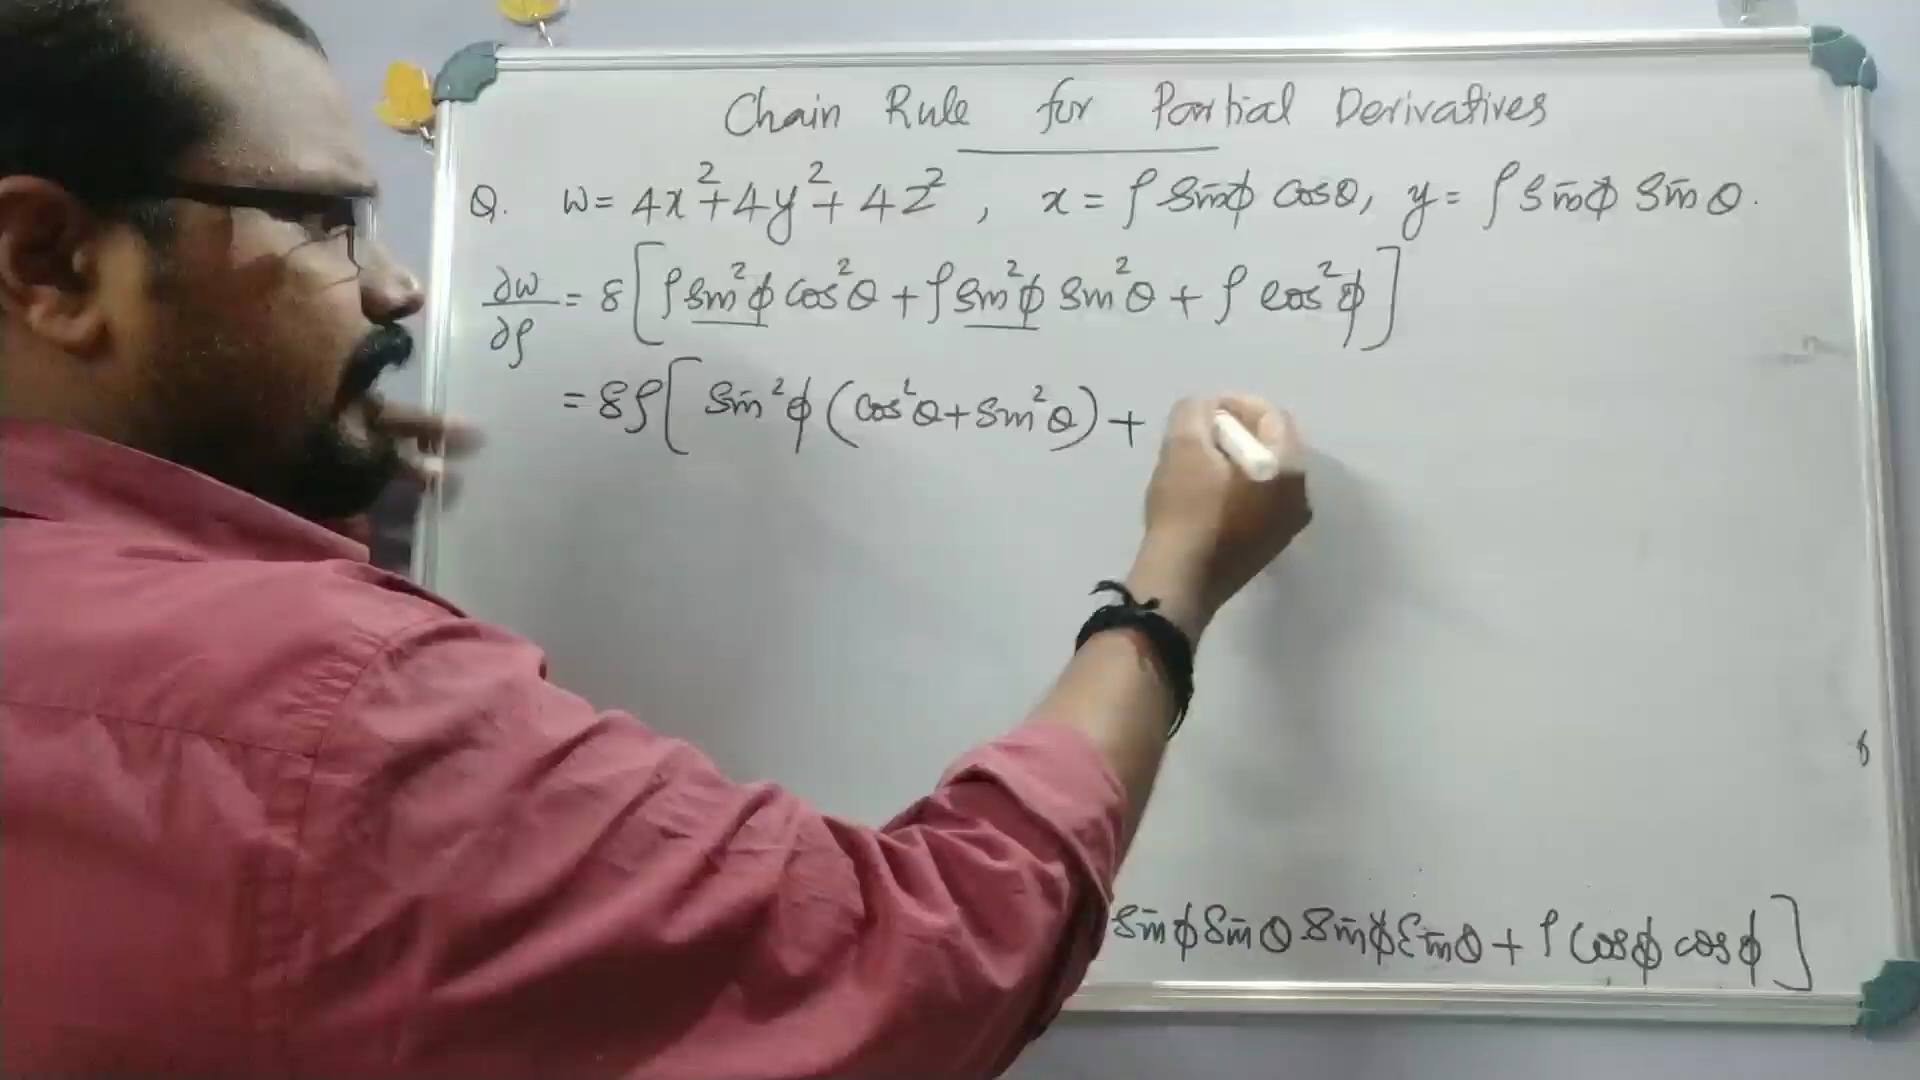 Chain Rule for Partial Derivatives
Q. w = 4x² + 4y² + 4z² , x = ρ sinφ cosθ, y = ρ sinφ sinθ.
∂w/∂ρ = 8[ρ sin²φ cos²θ + ρ sin²φ sin²θ + ρ cos²φ]
= 8ρ[ sin²φ (cos²θ + sin²θ) +
sinφ sinθ sinφ sinθ + ρ cosφ cosφ]